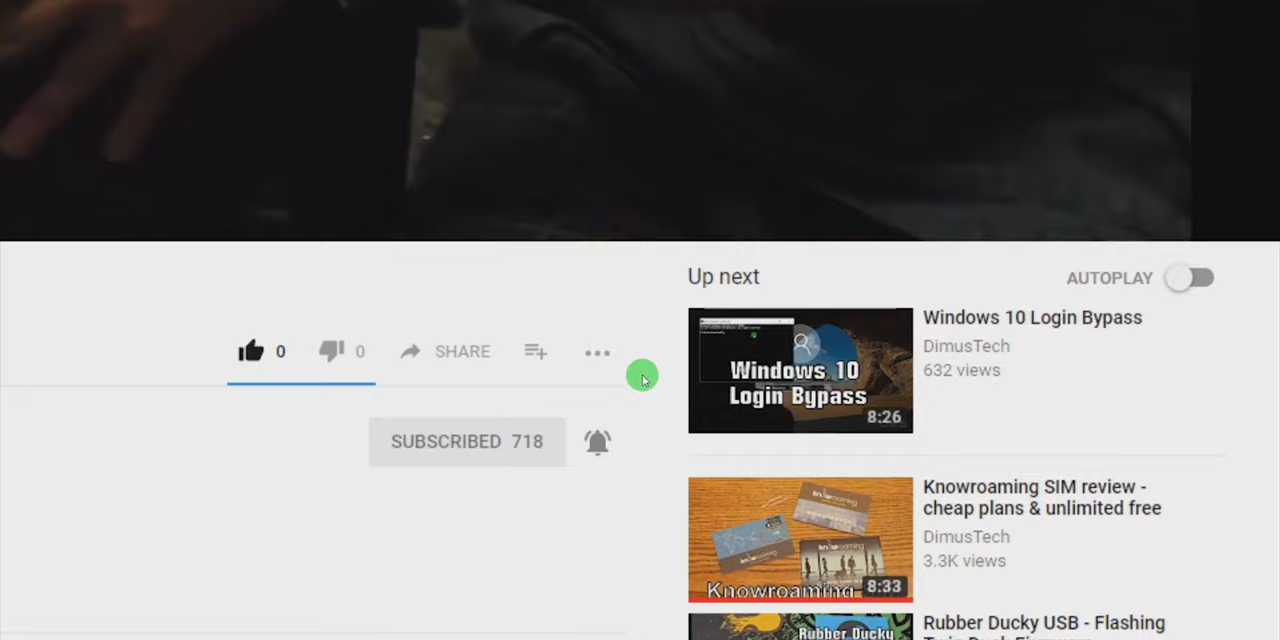 Up next
AUTOPLAY
Windows 10 Login Bypass
DimusTech
632 views
Windows 10
Login Bypass
8:26
0
0
SHARE
SUBSCRIBED 718
Knowroaming SIM review -
cheap plans & unlimited free
DimusTech
3.3K views
Knowroaming
8:33
Rubber Ducky USB - Flashing
Rubber Ducky